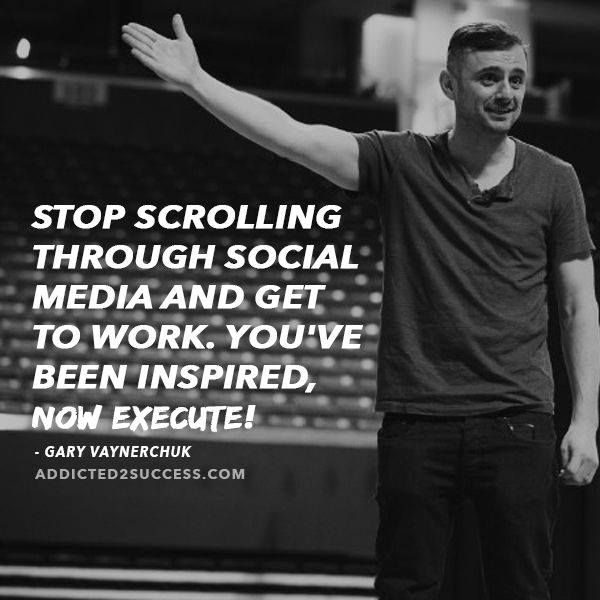 STOP SCROLLING
THROUGH SOCIAL
MEDIA AND GET
TO WORK. YOU'VE
BEEN INSPIRED,
NOW EXECUTE!
- GARY VAYNERCHUK
ADDICTED2SUCCESS.COM